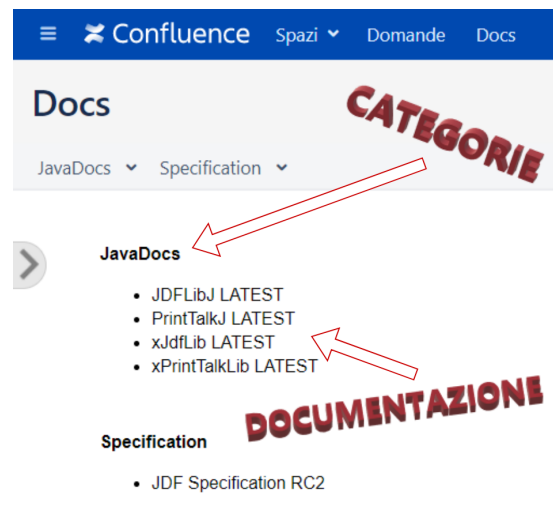 Confluence Spazi Domande Docs
Docs
CATEGORIE
JavaDocs Specification
JavaDocs
• JDFLibJ LATEST
• PrintTalkJ LATEST
• xJdfLib LATEST
• xPrintTalkLib LATEST
DOCUMENTAZIONE
Specification
• JDF Specification RC2